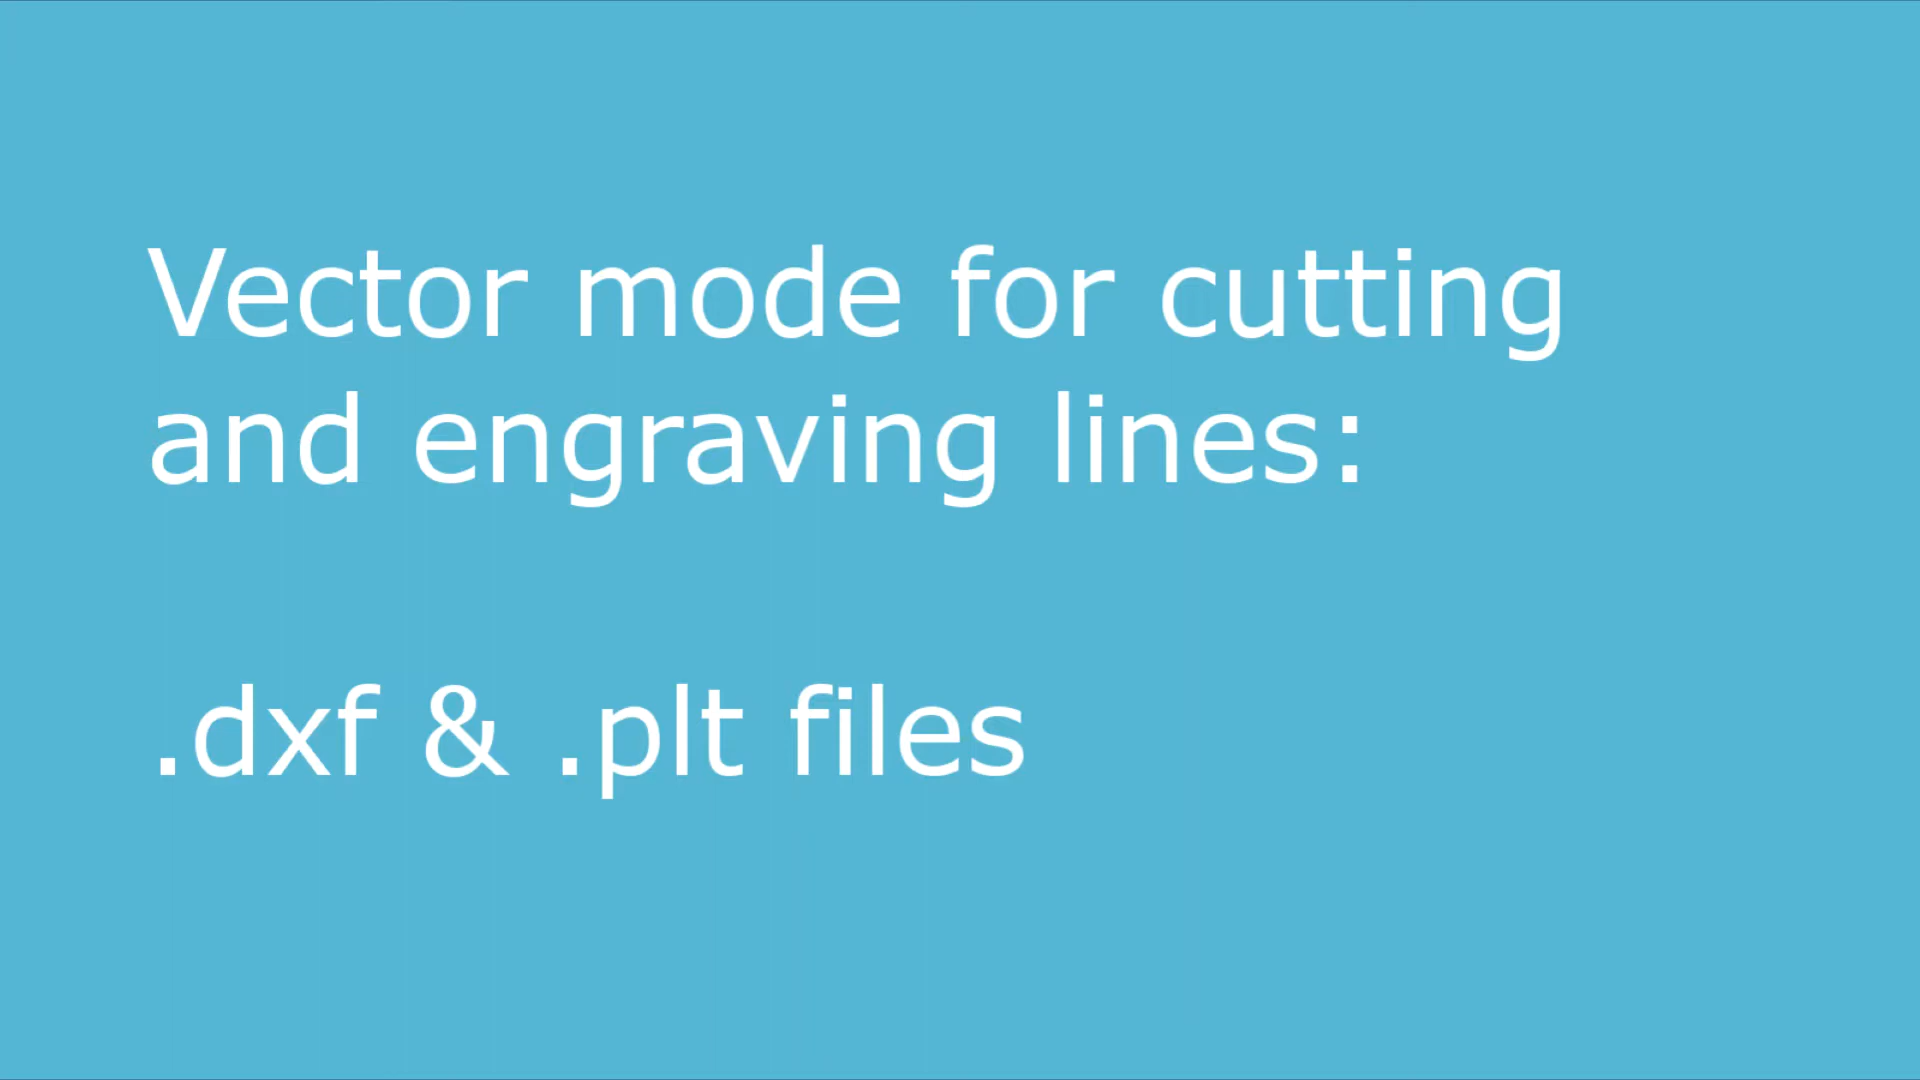 Vector mode for cutting
and engraving lines:
.dxf & .plt files